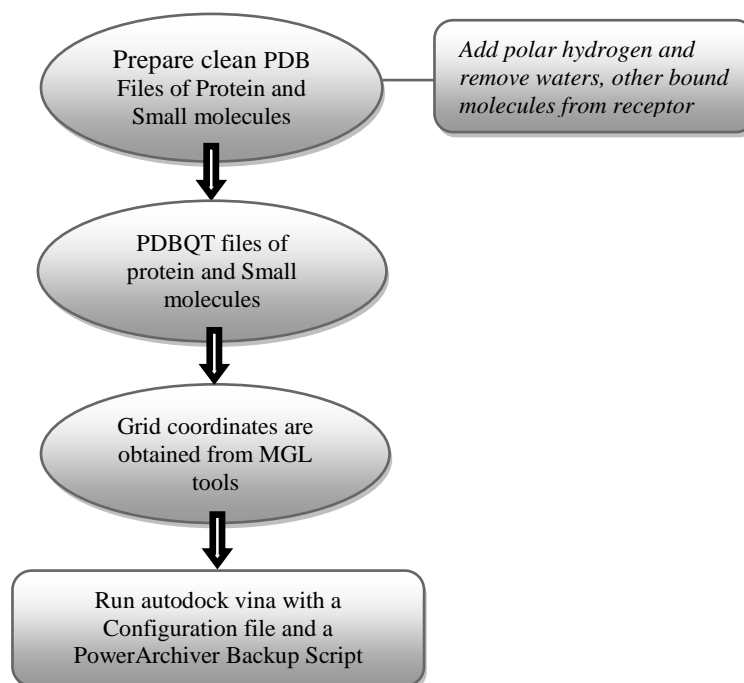 Prepare clean PDB
Files of Protein and
Small molecules
Add polar hydrogen and
remove waters, other bound
molecules from receptor
PDBQT files of
protein and Small
molecules
Grid coordinates are
obtained from MGL
tools
Run autodock vina with a
Configuration file and a
PowerArchiver Backup Script